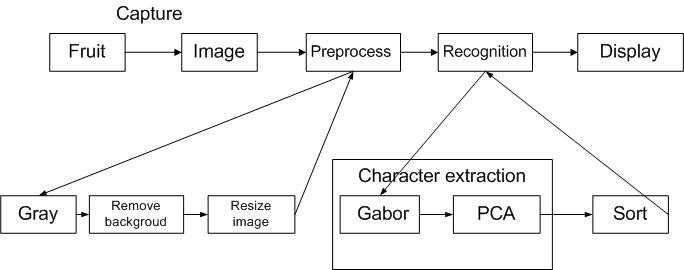 Capture
Fruit
Image
Preprocess
Recognition
Display
Gray
Remove
backgroud
Resize
image
Character extraction
Gabor
PCA
Sort